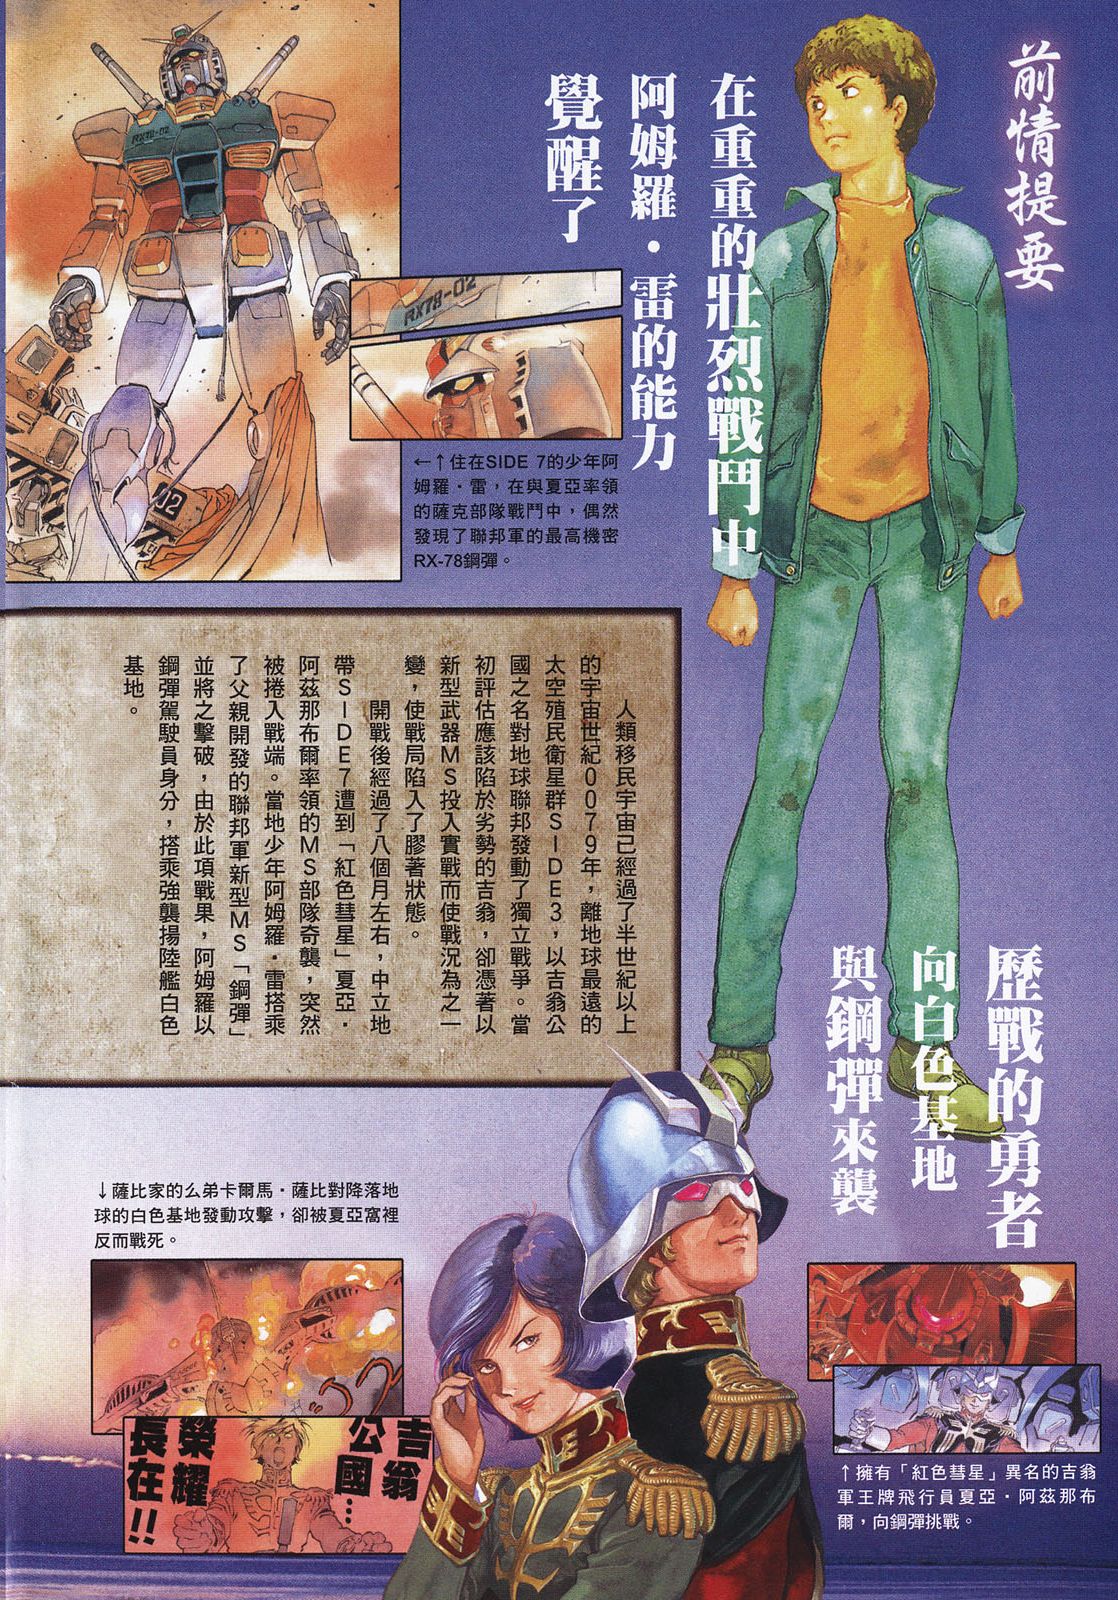 前情提要
在重重的壯烈戰鬥中
阿姆羅・雷的能力
覺醒了
RX78-02
RX78-02
02
←↑住在SIDE 7的少年阿
姆羅・雷，在與夏亞率領
的薩克部隊戰鬥中，偶然
發現了聯邦軍的最高機密
RX-78鋼彈。
人類移民宇宙已經過了半世紀以上
的宇宙世紀0079年，離地球最遠的
太空殖民衛星群SIDE3，以吉翁公
國之名對地球聯邦發動了獨立戰爭。當
初評估應該陷於劣勢的吉翁，卻憑著以
新型武器MS投入實戰而使戰況為之一
變，使戰局陷入了膠著狀態。
開戰後經過了八個月左右，中立地
帶SIDE7遭到「紅色彗星」夏亞・
阿茲那布爾率領的MS部隊奇襲，突然
被捲入戰端。當地少年阿姆羅・雷搭乘
了父親開發的聯邦軍新型MS「鋼彈」
並將之擊破，由於此項戰果，阿姆羅以
鋼彈駕駛員身分，搭乘強襲揚陸艦白色
基地。
歷戰的勇者
向白色基地
與鋼彈來襲
↓薩比家的么弟卡爾馬・薩比對降落地
球的白色基地發動攻擊，卻被夏亞窩裡
反而戰死。
吉翁
公國…
榮耀
長在!!
↑擁有「紅色彗星」異名的吉翁
軍王牌飛行員夏亞・阿茲那布
爾，向鋼彈挑戰。